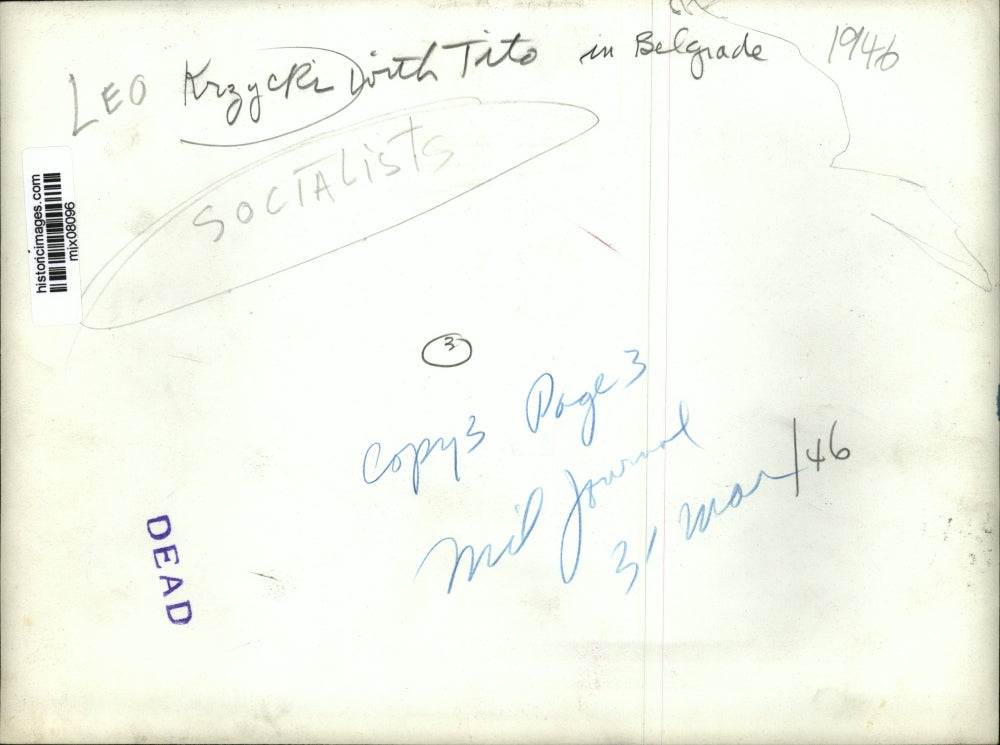 LEO Krzycki with Tito in Belgrade 1946
SOCIALISTS
historicimages.com
mix08096
3
Copy 3 Page 3
Mil Journal
31 Mar/46
DEAD